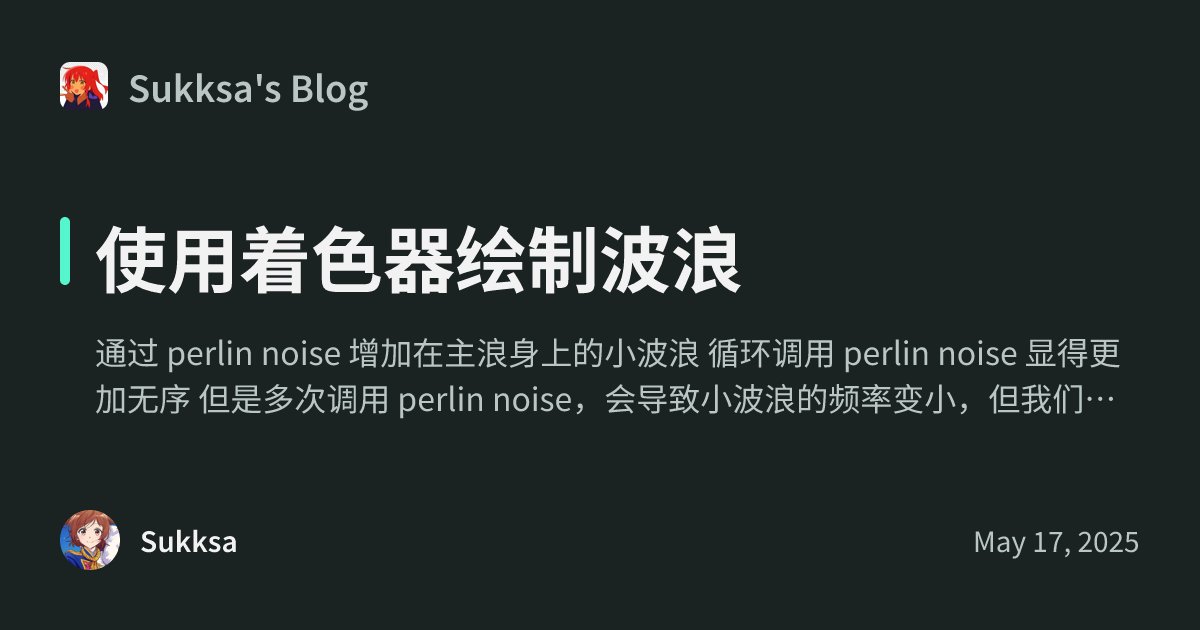 Sukksa's Blog
使用着色器绘制波浪
通过 perlin noise 增加在主浪身上的小波浪 循环调用 perlin noise 显得更
加无序 但是多次调用 perlin noise，会导致小波浪的频率变小，但我们…
Sukksa
May 17, 2025